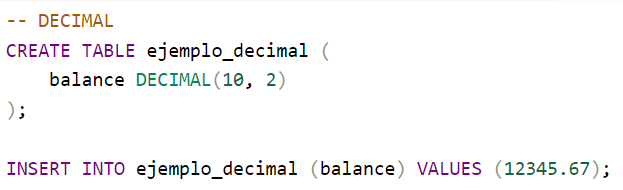 -- DECIMAL
CREATE TABLE ejemplo_decimal (
    balance DECIMAL(10, 2)
);

INSERT INTO ejemplo_decimal (balance) VALUES (12345.67);